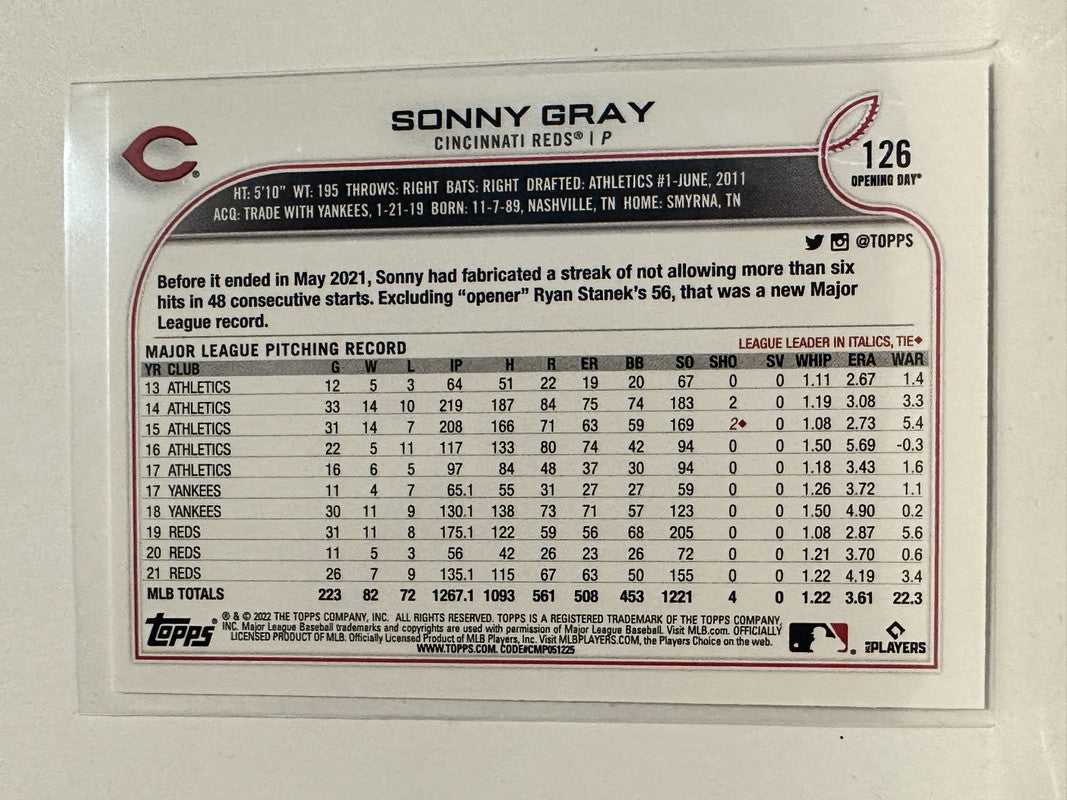 SONNY GRAY
CINCINNATI REDS® | P
126
OPENING DAY®
HT: 5'10" WT: 195 THROWS: RIGHT BATS: RIGHT DRAFTED: ATHLETICS #1-JUNE, 2011
ACQ: TRADE WITH YANKEES, 1-21-19 BORN: 11-7-89, NASHVILLE, TN HOME: SMYRNA, TN
@TOPPS
Before it ended in May 2021, Sonny had fabricated a streak of not allowing more than six
hits in 48 consecutive starts. Excluding “opener” Ryan Stanek’s 56, that was a new Major
League record.
MAJOR LEAGUE PITCHING RECORD LEAGUE LEADER IN ITALICS, TIE♦
YR CLUB G W L IP H R ER BB SO SHO SV WHIP ERA WAR
13 ATHLETICS 12 5 3 64 51 22 19 20 67 0 0 1.11 2.67 1.4
14 ATHLETICS 33 14 10 219 187 84 75 74 183 2 0 1.19 3.08 3.3
15 ATHLETICS 31 14 7 208 166 71 63 59 169 2♦ 0 1.08 2.73 5.4
16 ATHLETICS 22 5 11 117 133 80 74 42 94 0 0 1.50 5.69 -0.3
17 ATHLETICS 16 6 5 97 84 48 37 30 94 0 0 1.18 3.43 1.6
17 YANKEES 11 4 7 65.1 55 31 27 27 59 0 0 1.26 3.72 1.1
18 YANKEES 30 11 9 130.1 138 73 71 57 123 0 0 1.50 4.90 0.2
19 REDS 31 11 8 175.1 122 59 56 68 205 0 0 1.08 2.87 5.6
20 REDS 11 5 3 56 42 26 23 26 72 0 0 1.21 3.70 0.6
21 REDS 26 7 9 135.1 115 67 63 50 155 0 0 1.22 4.19 3.4
MLB TOTALS 223 82 72 1267.1 1093 561 508 453 1221 4 0 1.22 3.61 22.3
Topps®
® & © 2022 THE TOPPS COMPANY, INC. ALL RIGHTS RESERVED. TOPPS IS A REGISTERED TRADEMARK OF THE TOPPS COMPANY,
INC. Major League Baseball trademarks and copyrights are used with permission of Major League Baseball. Visit MLB.com. OFFICIALLY
LICENSED PRODUCT OF MLB. Officially Licensed Product of MLB Players, Inc. Visit MLBPLAYERS.COM, the Players Choice on the web.
WWW.TOPPS.COM. CODE#CMP051225
MLB PLAYERS